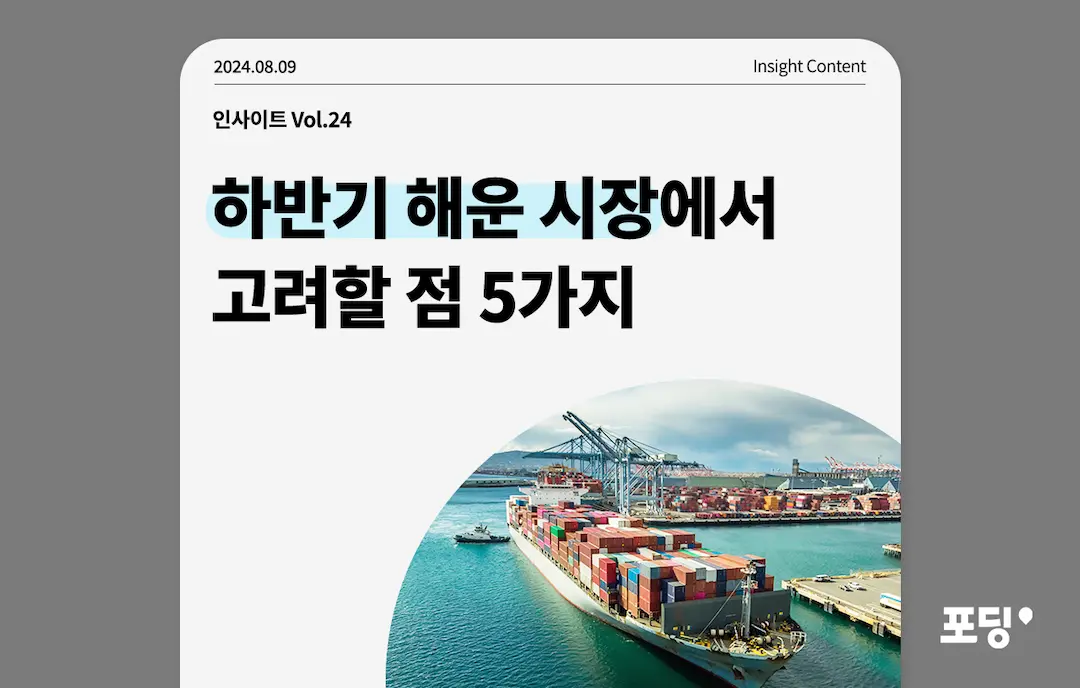 2024.08.09
Insight Content
인사이트 Vol.24
하반기 해운 시장에서
고려할 점 5가지
포딩